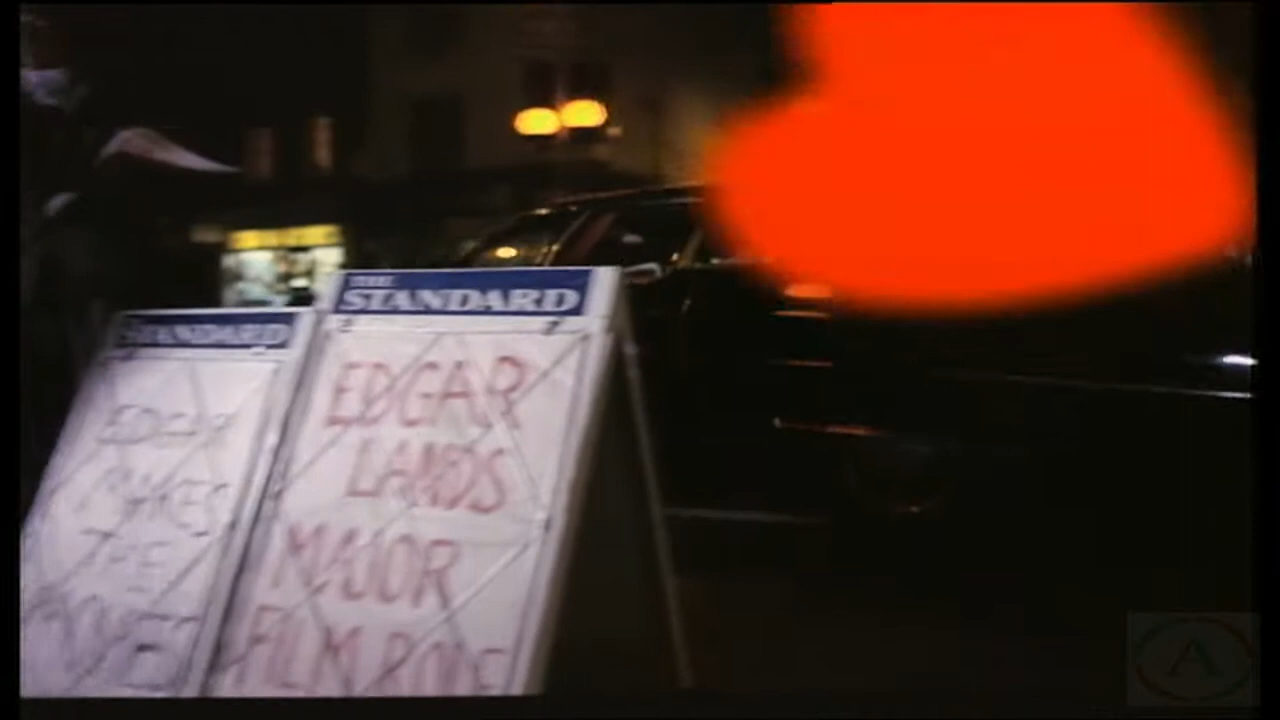 STANDARD
EDGAR
MAKES
THE
MOVIES
THE
STANDARD
EDGAR
LANDS
MAJOR
FILM ROLE
A